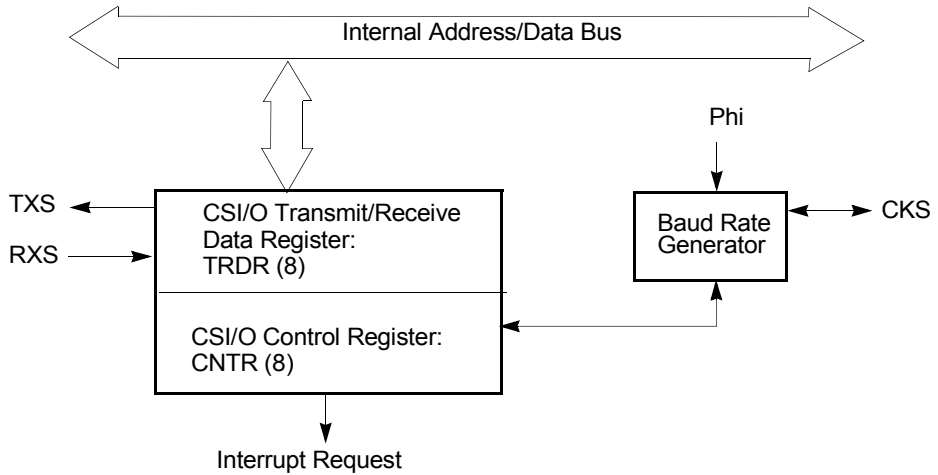 Internal Address/Data Bus
Phi
TXS
RXS
CSI/O Transmit/Receive
Data Register:
TRDR (8)
Baud Rate
Generator
CKS
CSI/O Control Register:
CNTR (8)
Interrupt Request